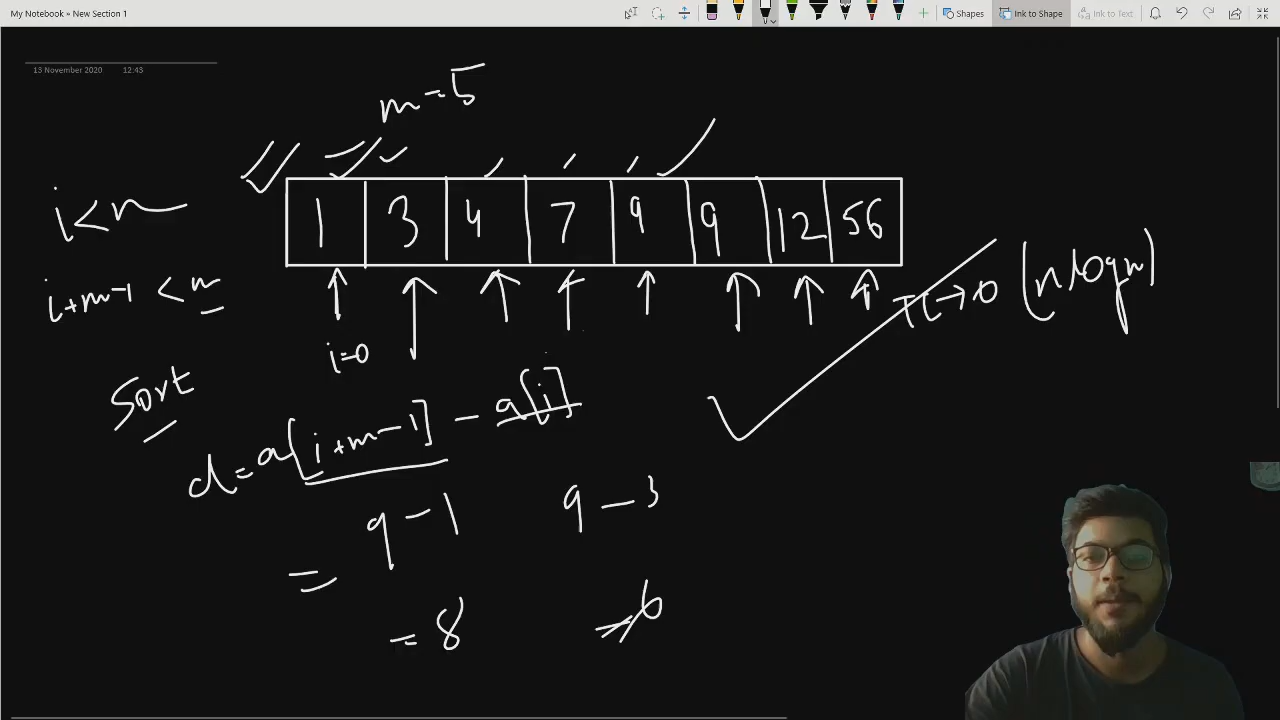 My Notebook » New Section 1
Shapes
Ink to Shape
Ink to Text
13 November 2020 12:43
m=5
i<n
1 3 4 7 9 9 12 56
i+m-1 < n
TC→O (n log n)
i=0
Sort
d=a[i+m-1] - a[i]
9-1 9-3
=
=8 =6